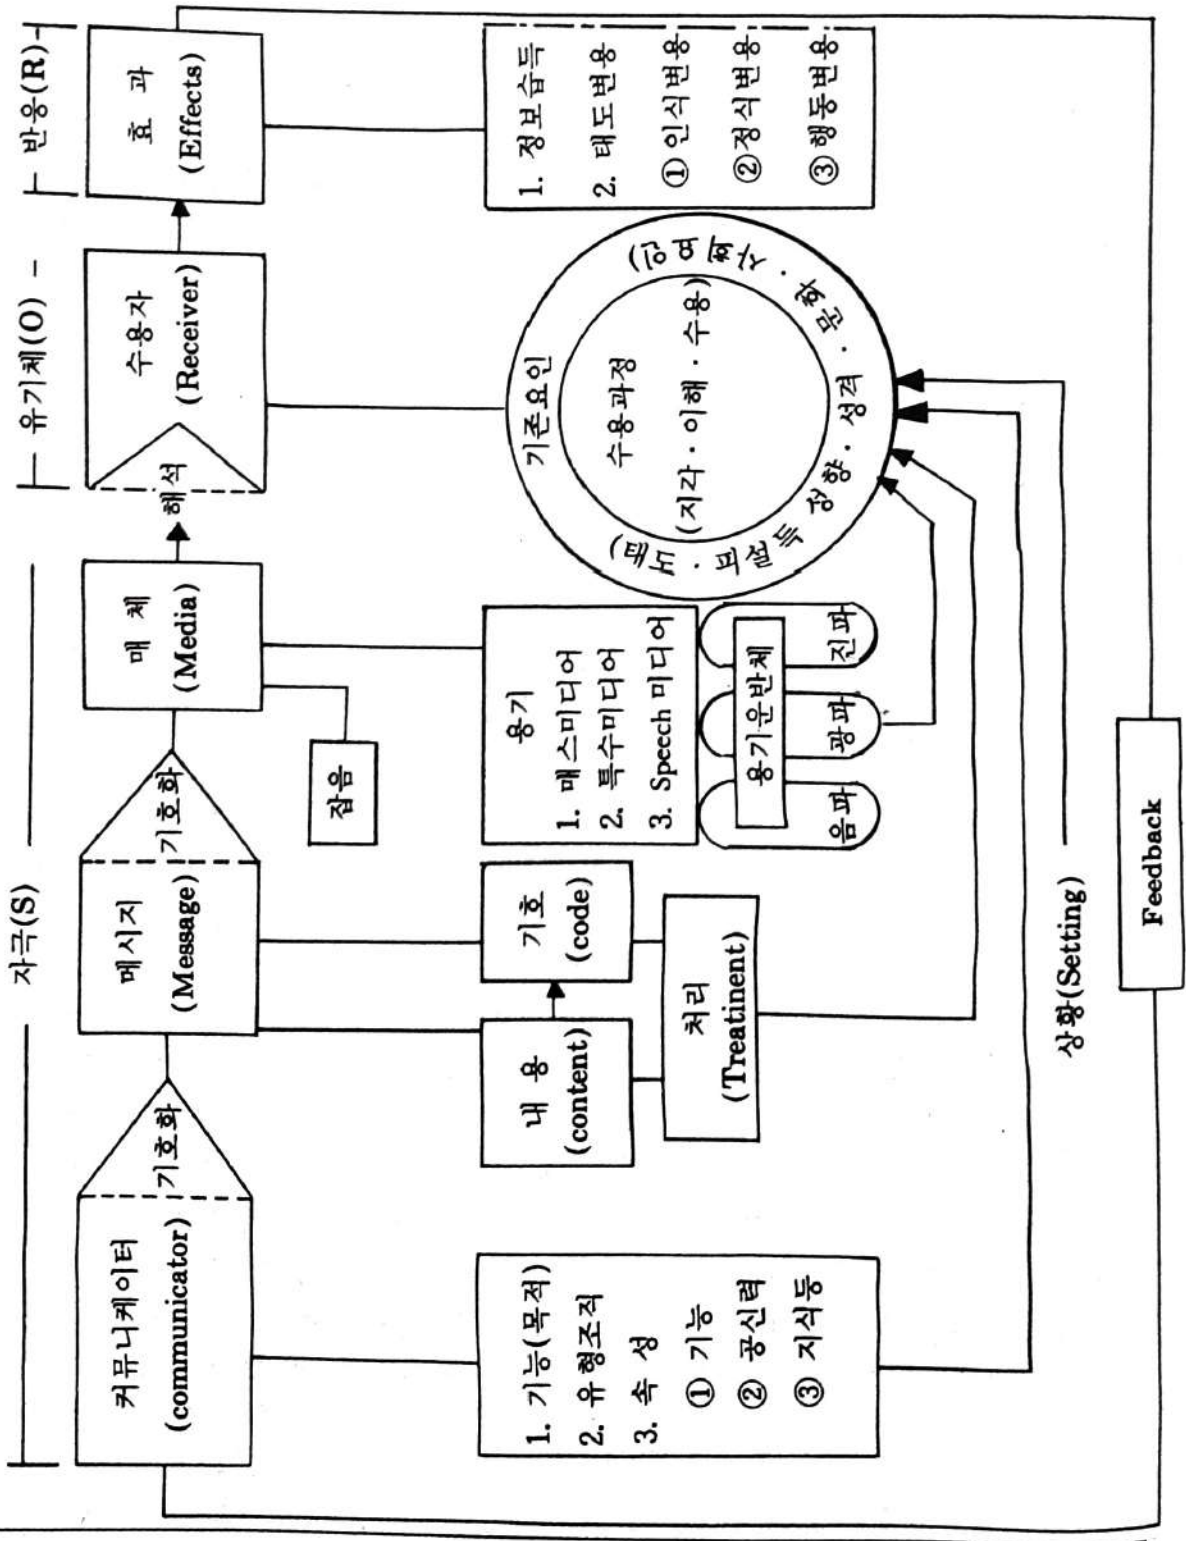 자극(S)
유기체(O)
반응(R)
커뮤니케이터
(communicator)
기호화
메시지
(Message)
기호화
매 체
(Media)
해석
수용자
(Receiver)
효 과
(Effects)
잡음
1. 기능(목적)
2. 유형조직
3. 속 성
① 기능
② 공신력
③ 지식등
내 용
(content)
기호
(code)
처리
(Treatinent)
용기
1. 매스미디어
2. 특수미디어
3. Speech 미디어
용기운반체
음파
광파
진파
기존요인
(태도 · 피설득 성향 · 성격 · 문화 · 사회 요인)
수용과정
(지각 · 이해 · 수용)
1. 정보습득
2. 태도변용
① 인식변용
② 정식변용
③ 행동변용
상황(Setting)
Feedback